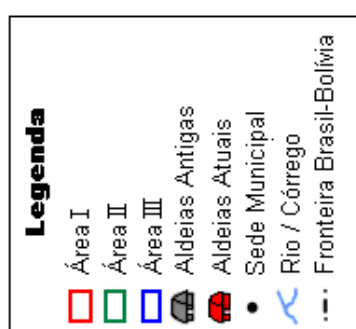 Legenda
Área I
Área II
Área III
Aldeias Antigas
Aldeias Atuais
Sede Municipal
Rio / Córrego
Fronteira Brasil-Bolívia